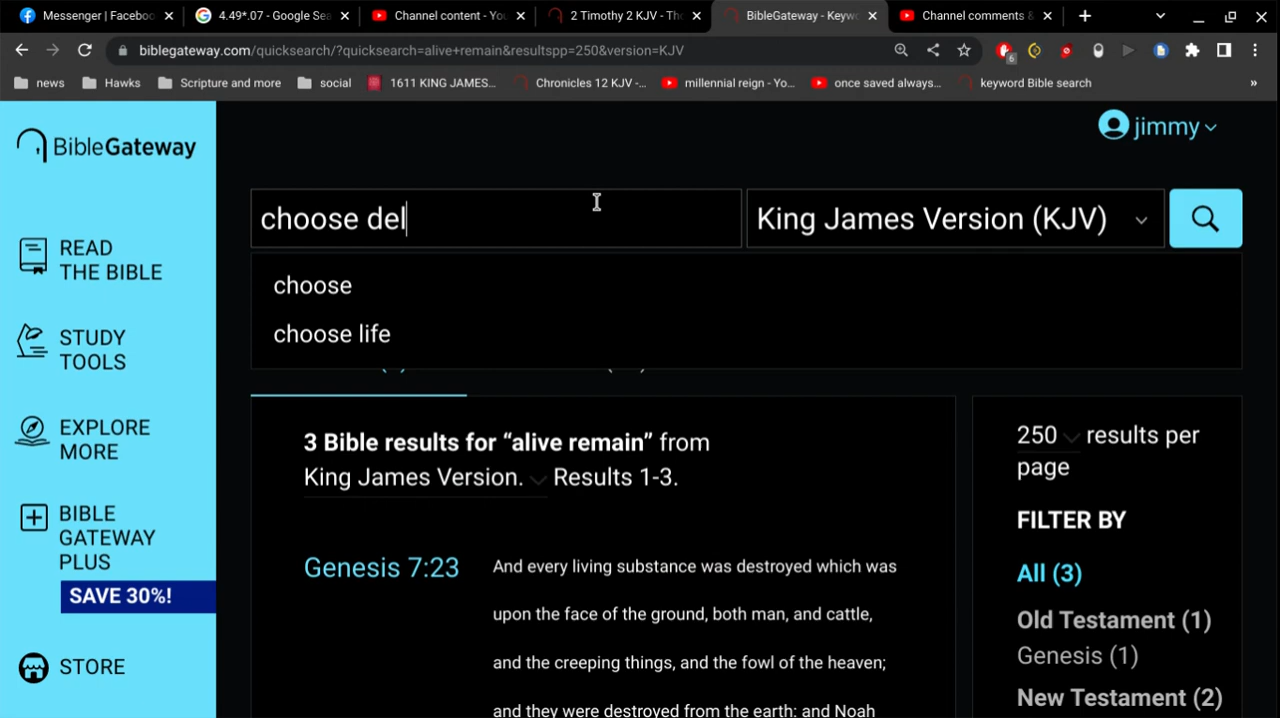 Messenger | Facebo
4.49*.07 - Google Sea
Channel content - You
2 Timothy 2 KJV - Tho
BibleGateway - Keywo
Channel comments &
biblegateway.com/quicksearch/?quicksearch=alive+remain&resultspp=250&version=KJV
6
news
Hawks
Scripture and more
social
1611 KING JAMES...
Chronicles 12 KJV -...
millennial reign - Yo...
once saved always...
keyword Bible search
»
BibleGateway
jimmy
choose del
King James Version (KJV)
choose
choose life
READ
THE BIBLE
STUDY
TOOLS
EXPLORE
MORE
BIBLE
GATEWAY
PLUS
SAVE 30%!
STORE
3 Bible results for “alive remain” from
King James Version. Results 1-3.
Genesis 7:23
And every living substance was destroyed which was
upon the face of the ground, both man, and cattle,
and the creeping things, and the fowl of the heaven;
and they were destroyed from the earth: and Noah
250 results per
page
FILTER BY
All (3)
Old Testament (1)
Genesis (1)
New Testament (2)